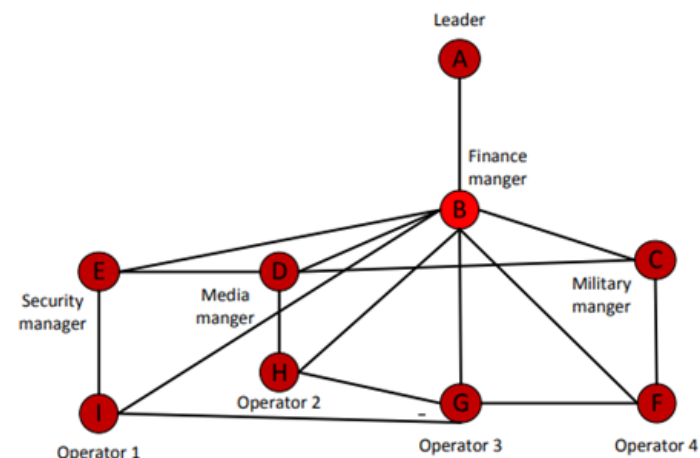 Leader
A
Finance
manger
B
E
D
C
Security
manager
Media
manger
Military
manger
H
Operator 2
I
G
F
Operator 1
Operator 3
Operator 4